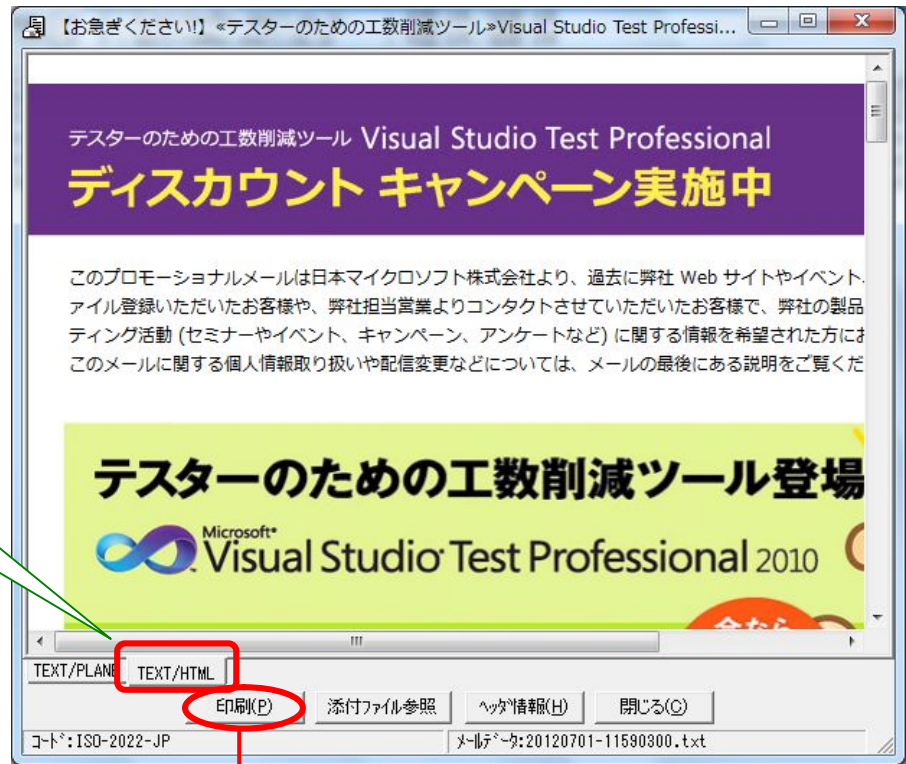 【お急ぎください!】≪テスターのための工数削減ツール≫Visual Studio Test Professi...
テスターのための工数削減ツール Visual Studio Test Professional
ディスカウント キャンペーン実施中
このプロモーショナルメールは日本マイクロソフト株式会社より、過去に弊社 Web サイトやイベント、
ァイル登録いただいたお客様や、弊社担当営業よりコンタクトさせていただいたお客様で、弊社の製品
ティング活動 (セミナーやイベント、キャンペーン、アンケートなど) に関する情報を希望された方にお
このメールに関する個人情報取り扱いや配信変更などについては、メールの最後にある説明をご覧くだ
テスターのための工数削減ツール登場
Microsoft
Visual Studio Test Professional 2010
今なら
TEXT/PLANE TEXT/HTML
印刷(P) 添付ファイル参照 ヘッダ情報(H) 閉じる(C)
コード:ISO-2022-JP メールデータ:20120701-11590300.txt